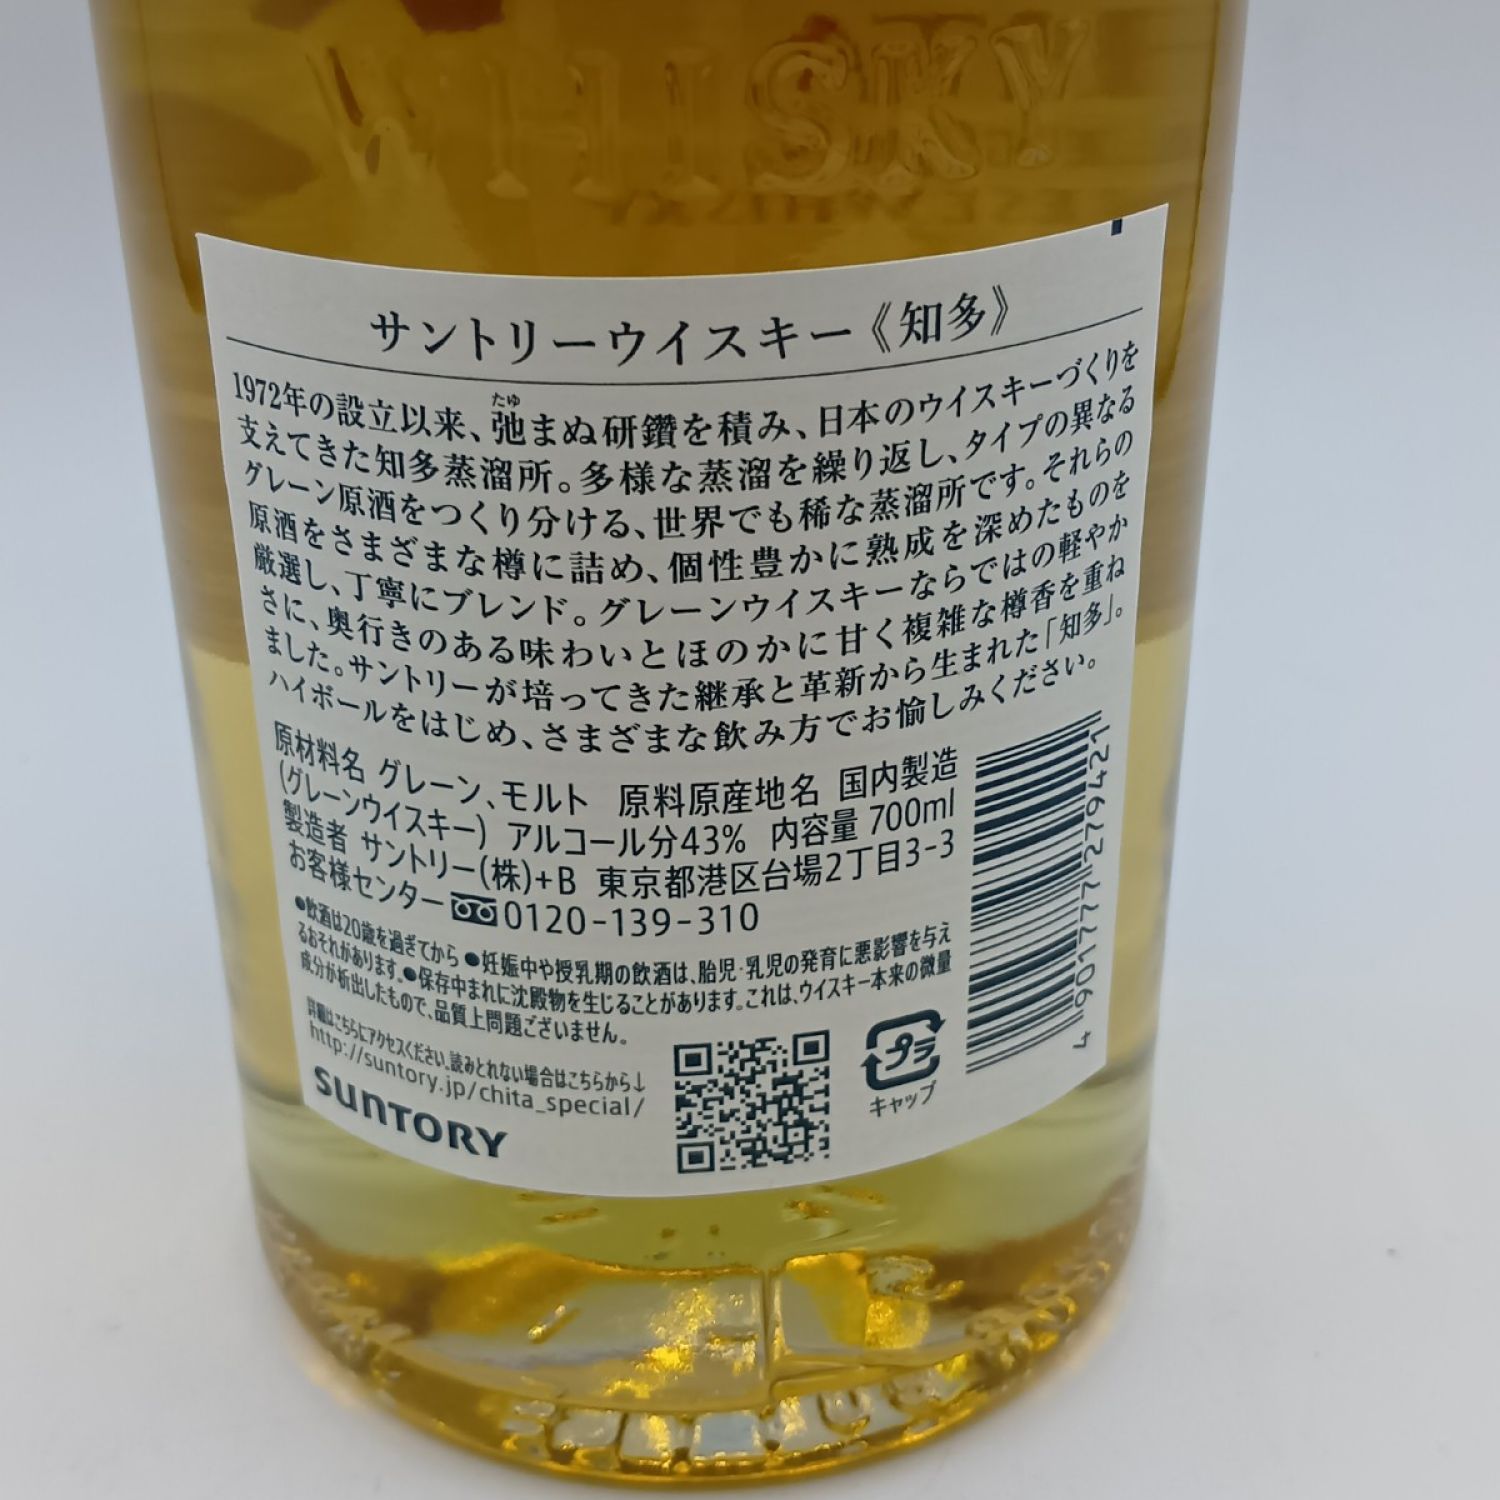 WHISKY
サントリーウイスキー《知多》
1972年の設立以来、弛まぬ研鑽を積み、日本のウイスキーづくりを
たゆ
支えてきた知多蒸溜所。多様な蒸溜を繰り返し、タイプの異なる
グレーン原酒をつくり分ける、世界でも稀な蒸溜所です。それらの
原酒をさまざまな樽に詰め、個性豊かに熟成を深めたものを
厳選し、丁寧にブレンド。グレーンウイスキーならではの軽やか
さに、奥行きのある味わいとほのかに甘く複雑な樽香を重ね
ました。サントリーが培ってきた継承と革新から生まれた「知多」。
ハイボールをはじめ、さまざまな飲み方でお愉しみください。
原材料名 グレーン、モルト 原料原産地名 国内製造
(グレーンウイスキー) アルコール分43% 内容量 700ml
製造者 サントリー(株)+B 東京都港区台場2丁目3-3
お客様センター 0120-139-310
●飲酒は20歳を過ぎてから ●妊娠中や授乳期の飲酒は、胎児・乳児の発育に悪影響を与え
るおそれがあります。●保存中まれに沈殿物を生じることがあります。これは、ウイスキー本来の微量
成分が析出したもので、品質上問題ございません。
詳細はこちらにアクセスください。読みとれない場合はこちらから↓
http://suntory.jp/chita_special/
SUNTORY
プラ
キャップ
4 901777 279421